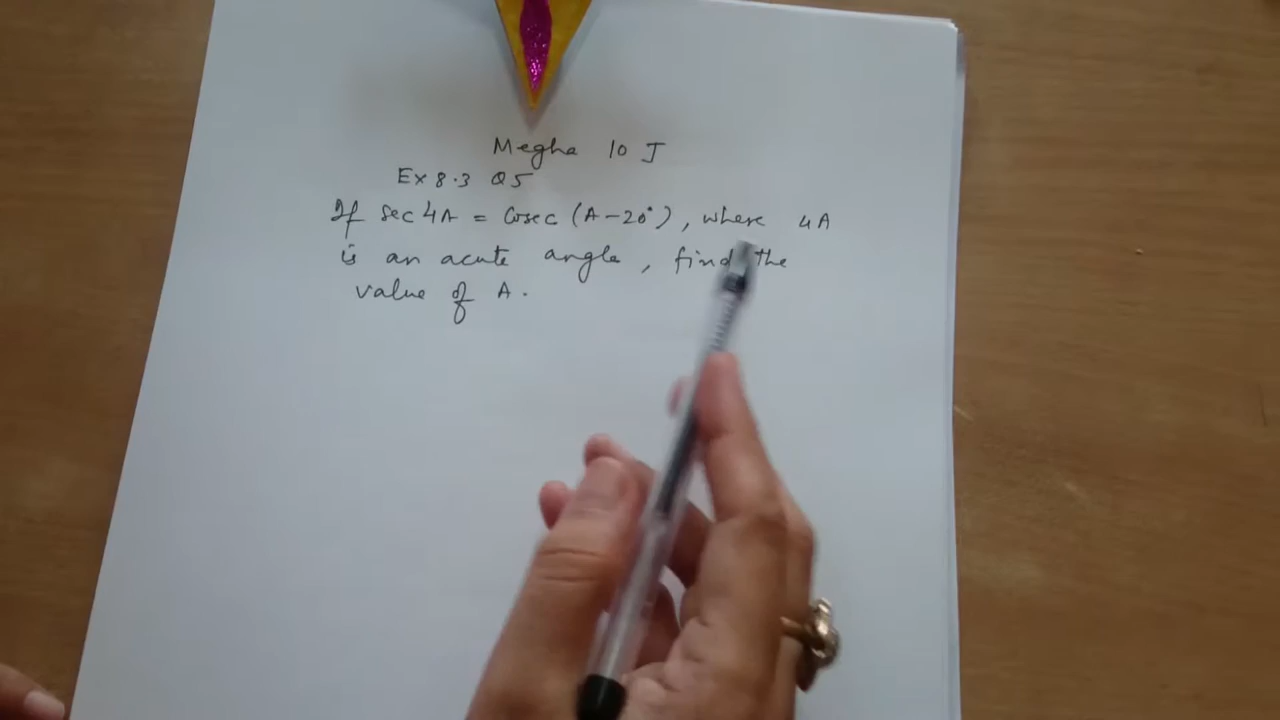 Megha 10 J
Ex 8.3 Q5
If sec 4A = Cosec (A-20°), where 4A
is an acute angle, find the
value of A.